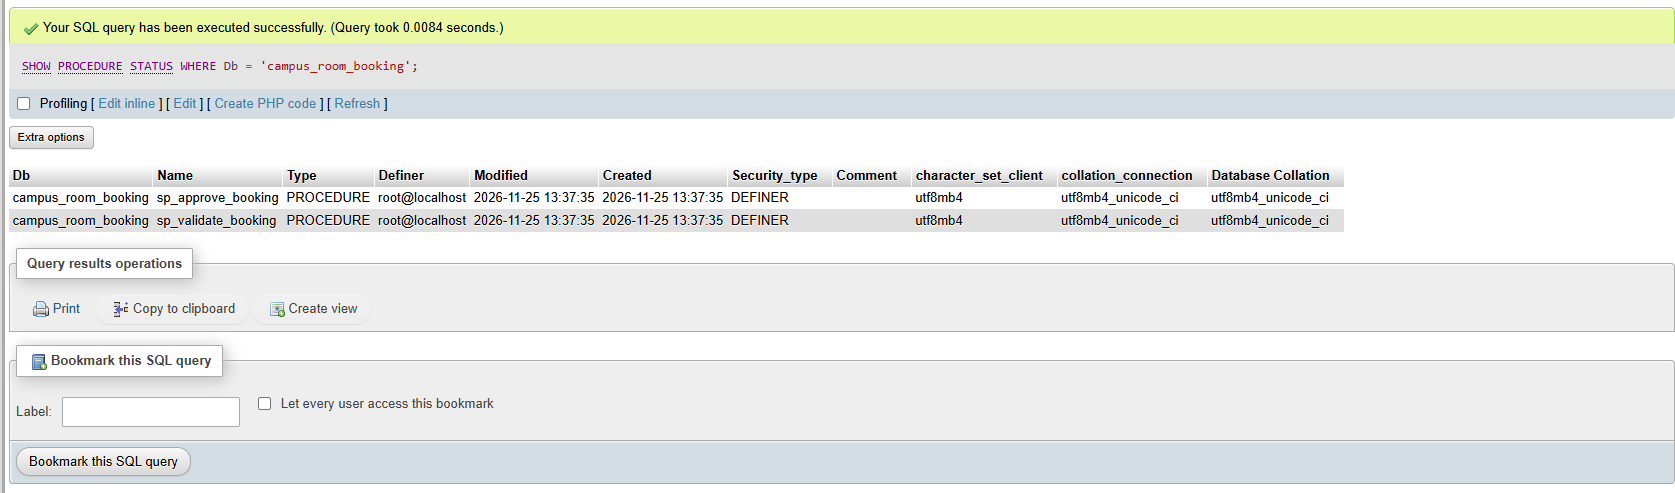 Your SQL query has been executed successfully. (Query took 0.0084 seconds.)
SHOW PROCEDURE STATUS WHERE Db = 'campus_room_booking';
Profiling [ Edit inline ] [ Edit ] [ Create PHP code ] [ Refresh ]
Extra options
Db Name Type Definer Modified Created Security_type Comment character_set_client collation_connection Database Collation
campus_room_booking sp_approve_booking PROCEDURE root@localhost 2026-11-25 13:37:35 2026-11-25 13:37:35 DEFINER utf8mb4 utf8mb4_unicode_ci utf8mb4_unicode_ci
campus_room_booking sp_validate_booking PROCEDURE root@localhost 2026-11-25 13:37:35 2026-11-25 13:37:35 DEFINER utf8mb4 utf8mb4_unicode_ci utf8mb4_unicode_ci
Query results operations
Print Copy to clipboard Create view
Bookmark this SQL query
Label: Let every user access this bookmark
Bookmark this SQL query